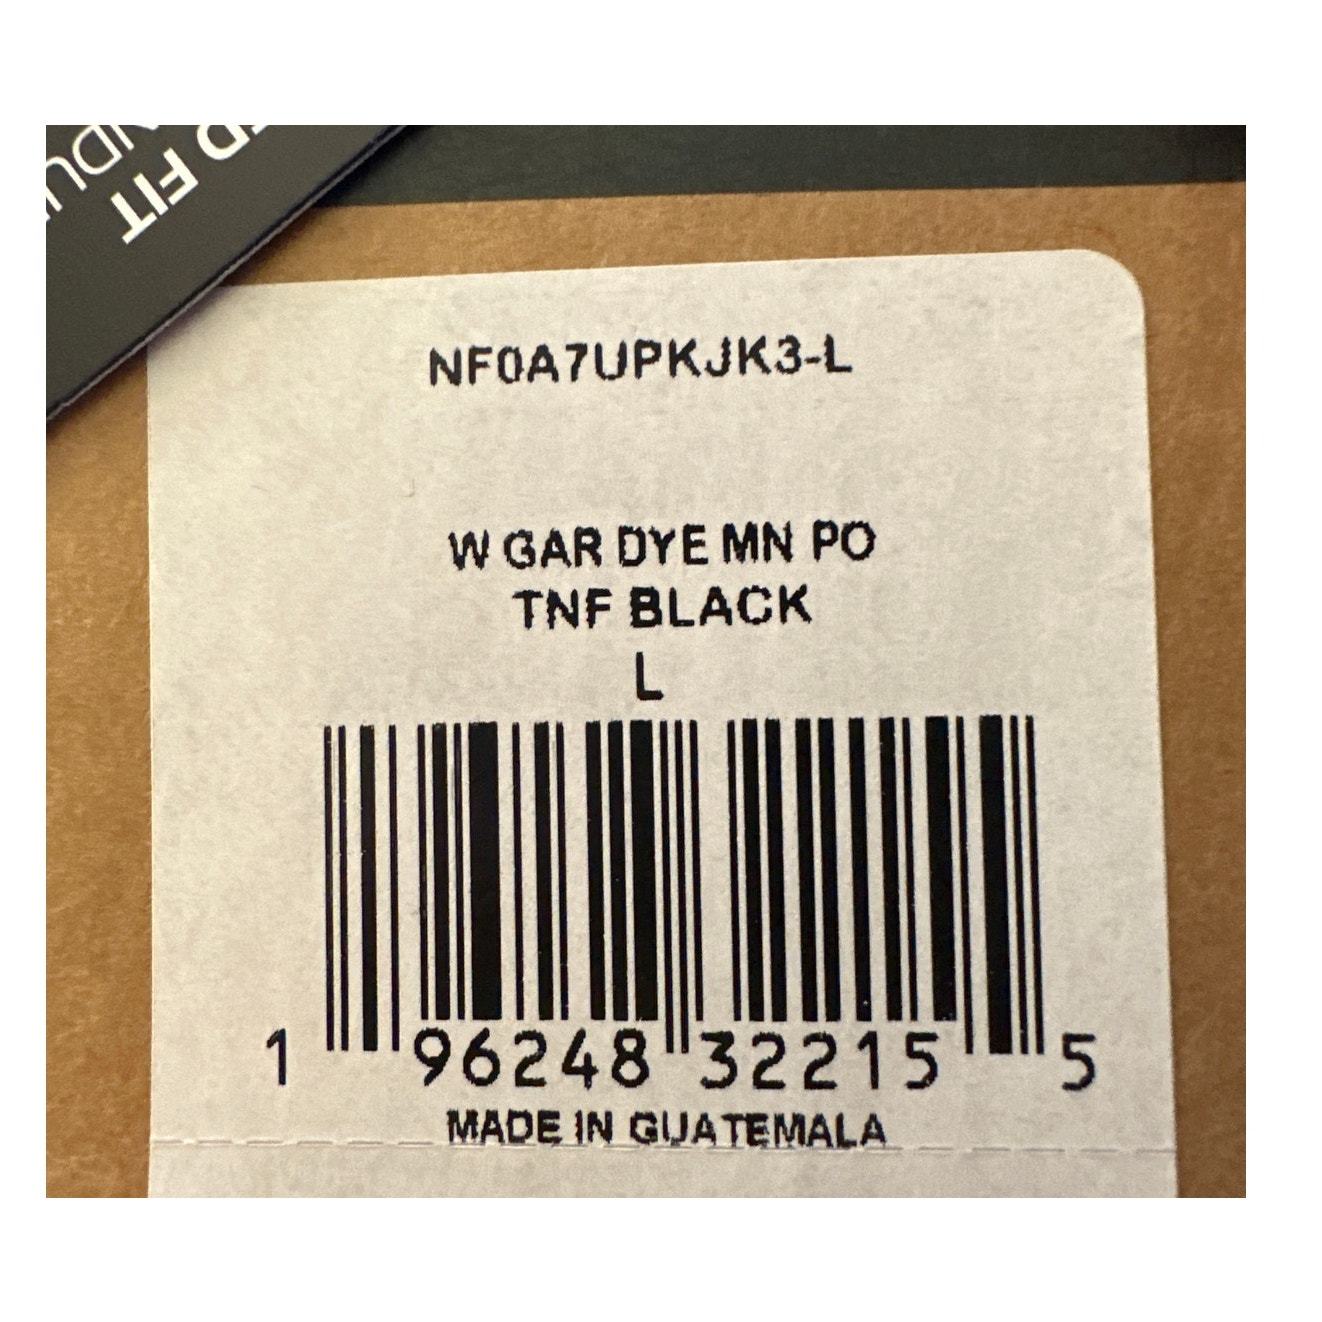 FIT
NF0A7UPKJK3-L
W GAR DYE MN PO
TNF BLACK
L
1 96248 32215 5
MADE IN GUATEMALA